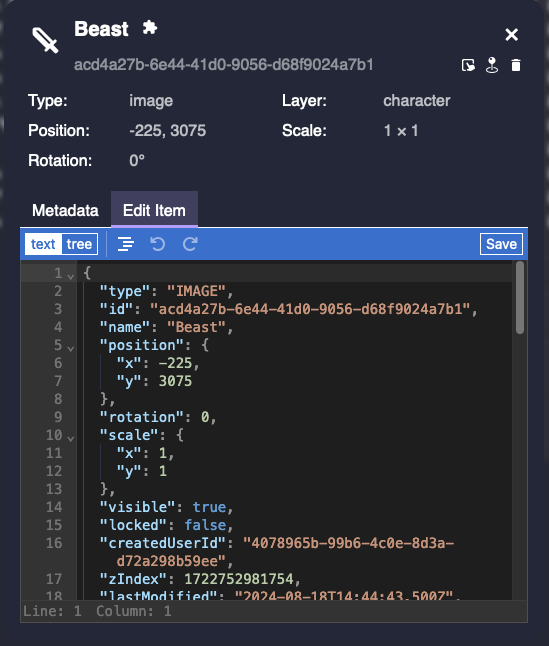 Beast
acd4a27b-6e44-41d0-9056-d68f9024a7b1
Type: image Layer: character
Position: -225, 3075 Scale: 1 × 1
Rotation: 0°
Metadata Edit Item
text tree Save
1 {
2 "type": "IMAGE",
3 "id": "acd4a27b-6e44-41d0-9056-d68f9024a7b1",
4 "name": "Beast",
5 "position": {
6 "x": -225,
7 "y": 3075
8 },
9 "rotation": 0,
10 "scale": {
11 "x": 1,
12 "y": 1
13 },
14 "visible": true,
15 "locked": false,
16 "createdUserId": "4078965b-99b6-4c0e-8d3a-
d72a298b59ee",
17 "zIndex": 1722752981754,
18 "lastModified": "2024-08-18T14:44:43.500Z",
Line: 1 Column: 1